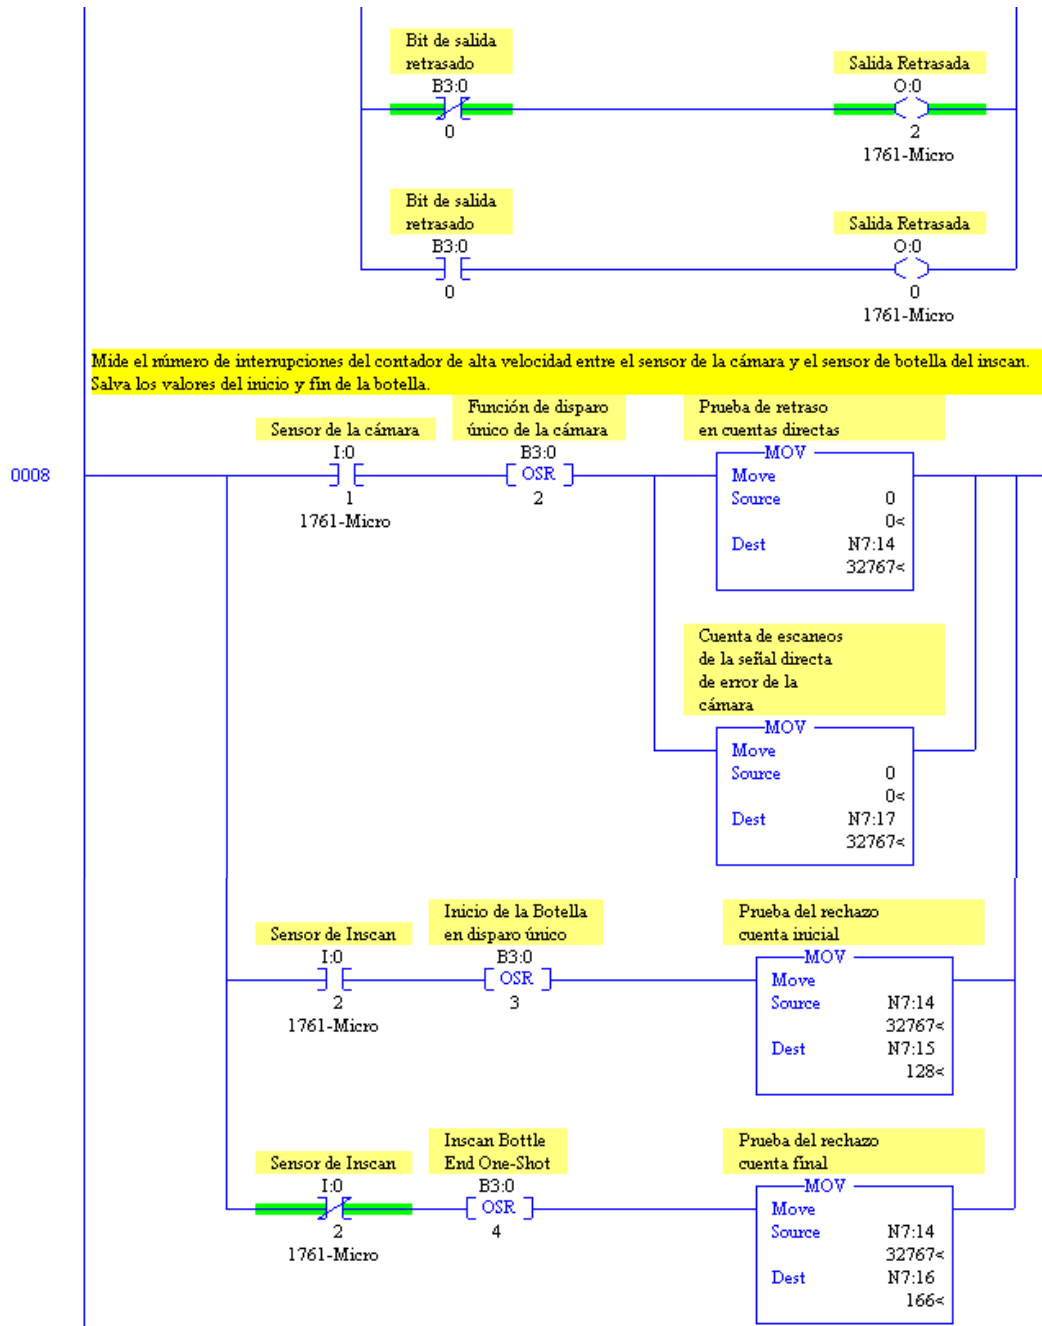 Bit de salida
retrasado
B3:0
0
Salida Retrasada
O:0
2
1761-Micro
Bit de salida
retrasado
B3:0
0
Salida Retrasada
O:0
0
1761-Micro
Mide el número de interrupciones del contador de alta velocidad entre el sensor de la cámara y el sensor de botella del inscan.
Salva los valores del inicio y fin de la botella.
0008
Sensor de la cámara
I:0
1
1761-Micro
Función de disparo
único de la cámara
B3:0
OSR
2
Prueba de retraso
en cuentas directas
MOV
Move
Source 0
0<
Dest N7:14
32767<
Cuenta de escaneos
de la señal directa
de error de la
cámara
MOV
Move
Source 0
0<
Dest N7:17
32767<
Sensor de Inscan
I:0
2
1761-Micro
Inicio de la Botella
en disparo único
B3:0
OSR
3
Prueba del rechazo
cuenta inicial
MOV
Move
Source N7:14
32767<
Dest N7:15
128<
Sensor de Inscan
I:0
2
1761-Micro
Inscan Bottle
End One-Shot
B3:0
OSR
4
Prueba del rechazo
cuenta final
MOV
Move
Source N7:14
32767<
Dest N7:16
166<